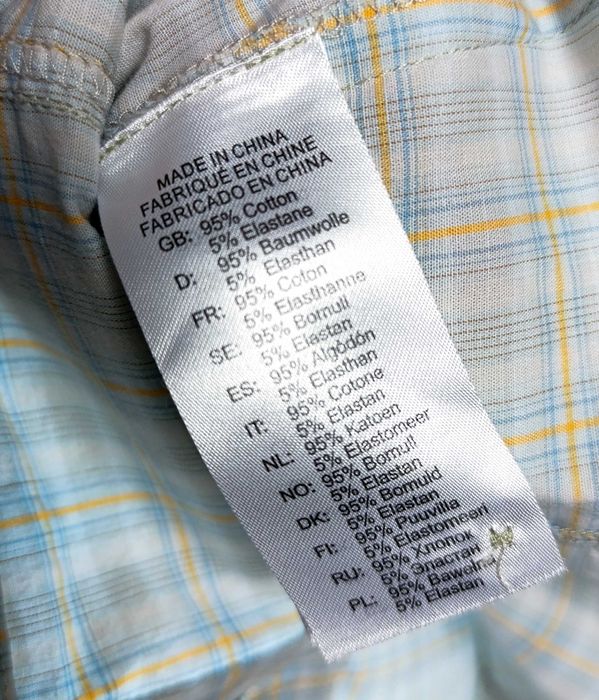 MADE IN CHINA
FABRIQUÉ EN CHINE
FABRICADO EN CHINA
GB: 95% Cotton
5% Elastane
D: 95% Baumwolle
5% Elasthan
FR: 95% Coton
5% Elasthanne
SE: 95% Bomull
5% Elastan
ES: 95% Algódón
5% Elasthan
IT: 95% Cotone
5% Elastan
NL: 95% Katoen
5% Elastomeer
NO: 95% Bomull
5% Elastan
DK: 95% Bomuld
5% Elastan
FI: 95% Puuvilla
5% Elastomeeri
RU: 95% Хлопок
5% Эластан
PL: 95% Bawełna
5% Elastan